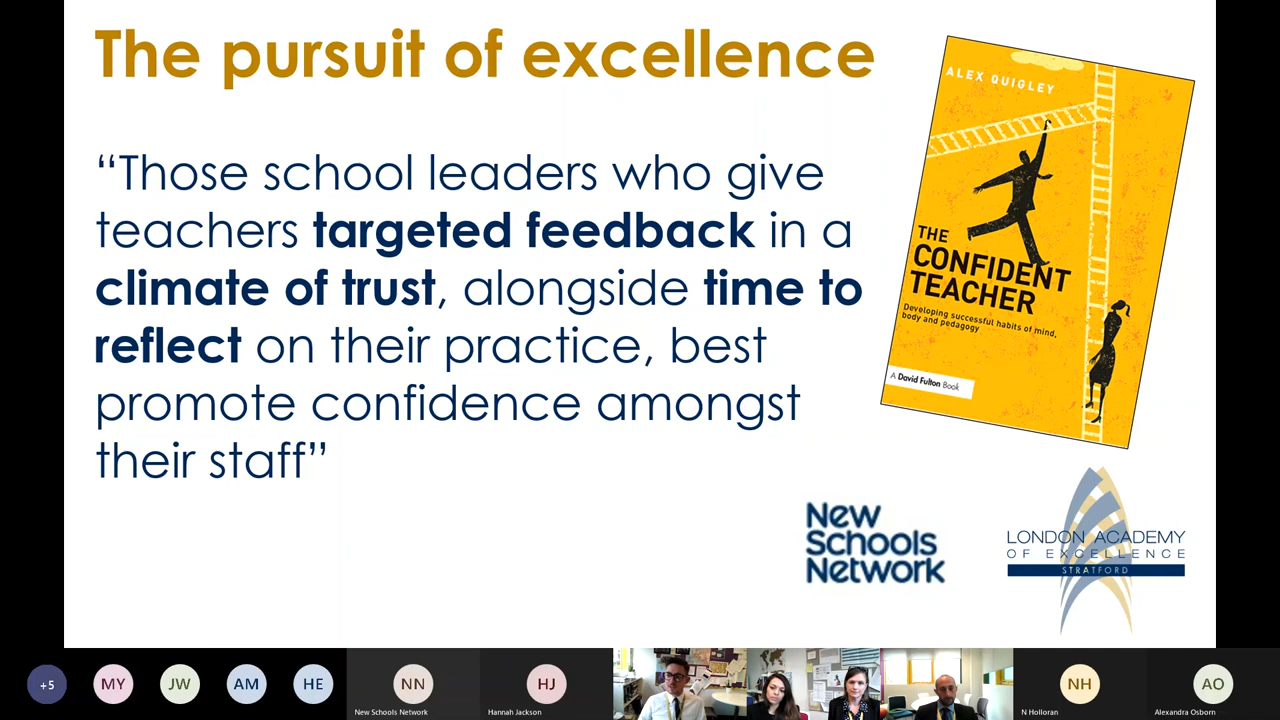 The pursuit of excellence
“Those school leaders who give
teachers targeted feedback in a
climate of trust, alongside time to
reflect on their practice, best
promote confidence amongst
their staff”
ALEX QUIGLEY
THE
CONFIDENT
TEACHER
Developing successful habits of mind,
body and pedagogy
A David Fulton Book
New
Schools
Network
LONDON ACADEMY
OF EXCELLENCE
STRATFORD
+5
MY
JW
AM
HE
NN
New Schools Network
HJ
Hannah Jackson
NH
N Holloran
AO
Alexandra Osborn